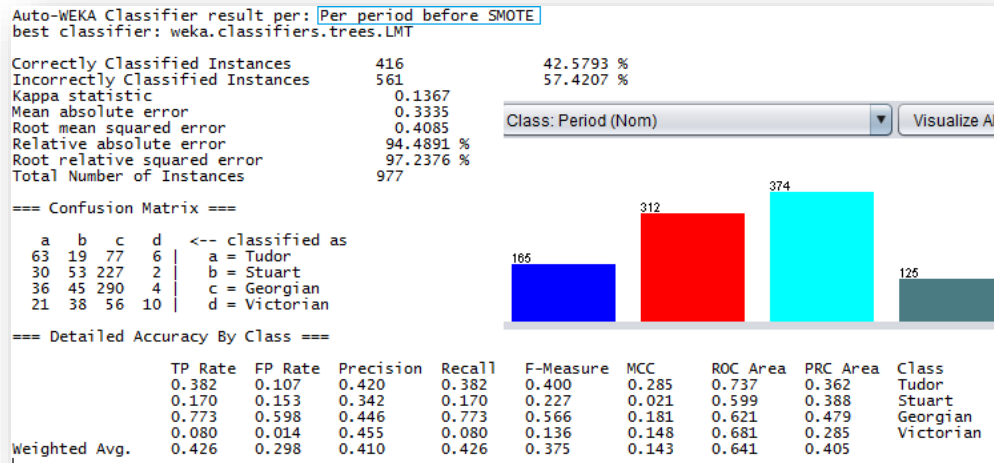 Auto-WEKA Classifier result per: Per period before SMOTE
best classifier: weka.classifiers.trees.LMT
Correctly Classified Instances 416 42.5793 %
Incorrectly Classified Instances 561 57.4207 %
Kappa statistic 0.1367
Mean absolute error 0.3335
Root mean squared error 0.4085
Relative absolute error 94.4891 %
Root relative squared error 97.2376 %
Total Number of Instances 977
Class: Period (Nom)
Visualize Al
165
312
374
125
=== Confusion Matrix ===
a b c d <-- classified as
63 19 77 6 | a = Tudor
30 53 227 2 | b = Stuart
36 45 290 4 | c = Georgian
21 38 56 10 | d = Victorian
=== Detailed Accuracy By Class ===
TP Rate FP Rate Precision Recall F-Measure MCC ROC Area PRC Area Class
0.382 0.107 0.420 0.382 0.400 0.285 0.737 0.362 Tudor
0.170 0.153 0.342 0.170 0.227 0.021 0.599 0.388 Stuart
0.773 0.598 0.446 0.773 0.566 0.181 0.621 0.479 Georgian
0.080 0.014 0.455 0.080 0.136 0.148 0.681 0.285 Victorian
Weighted Avg. 0.426 0.298 0.410 0.426 0.375 0.143 0.641 0.405